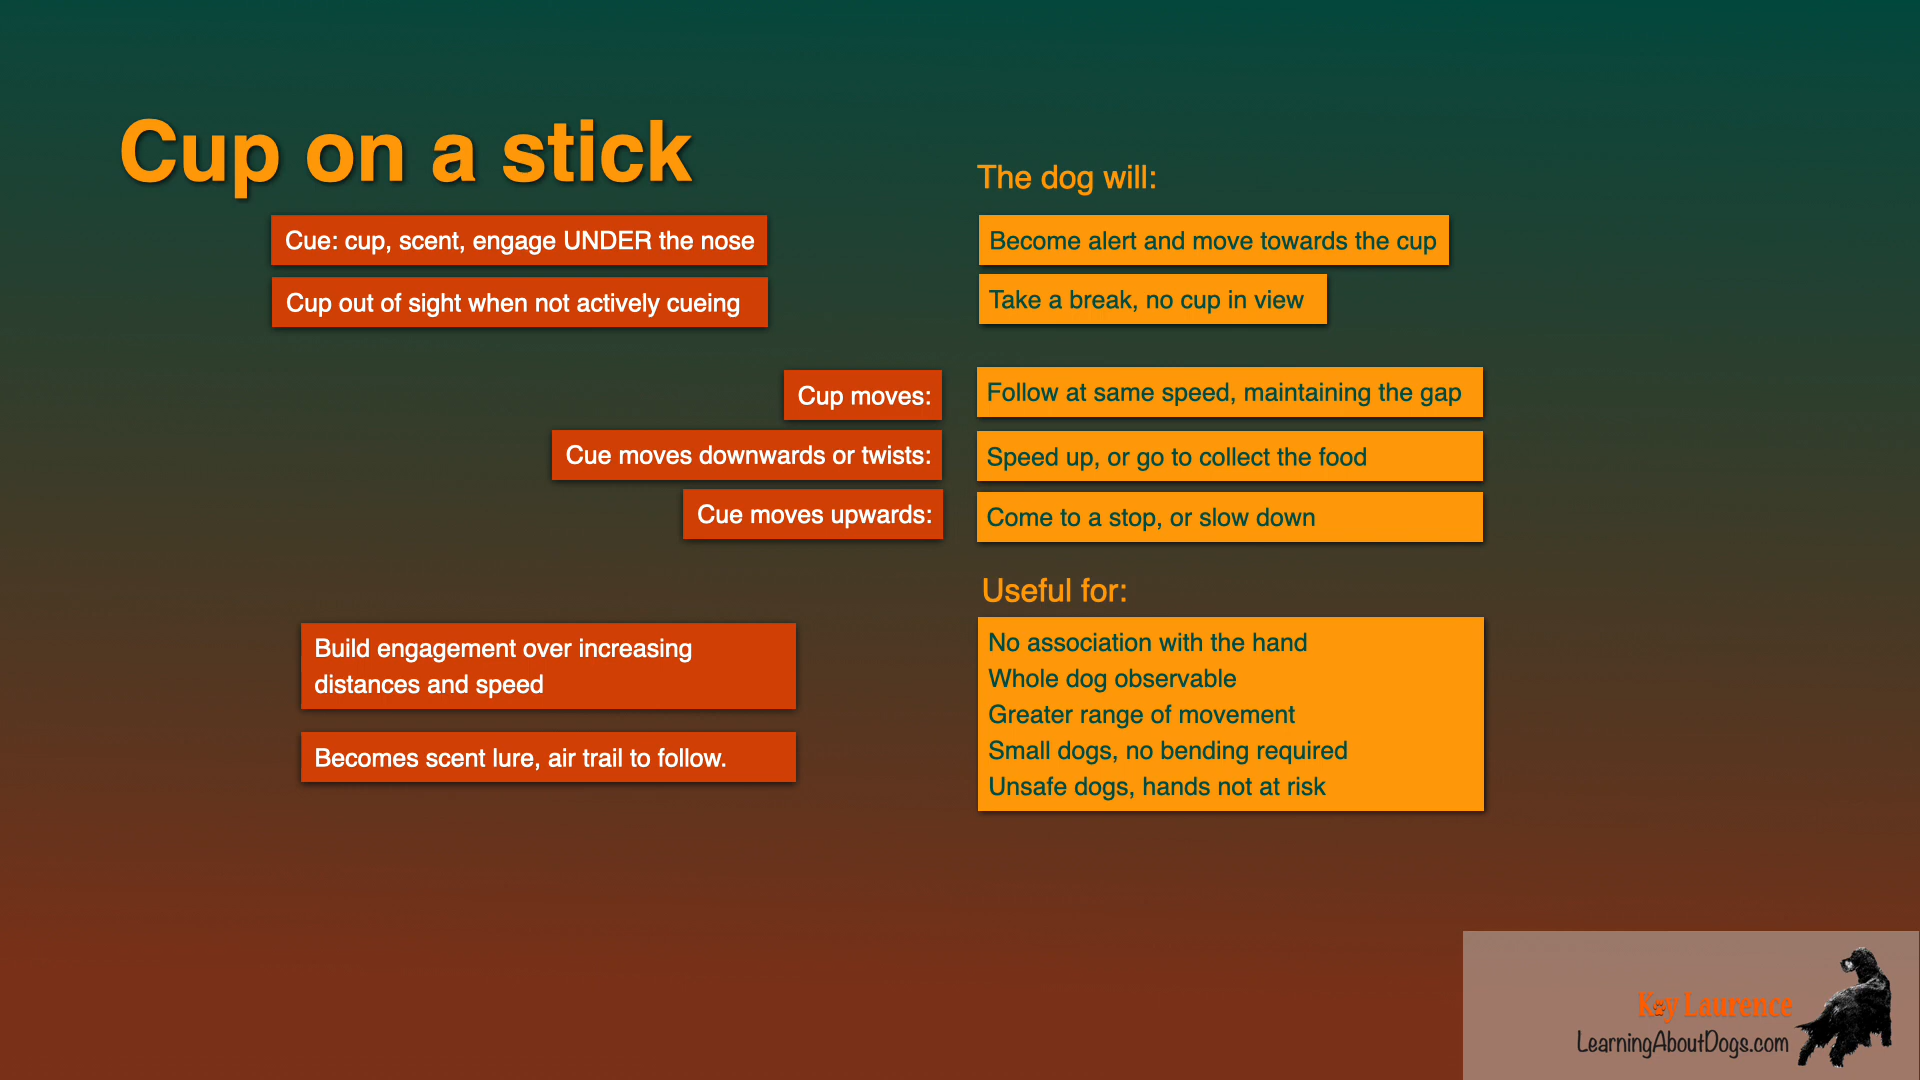 Cup on a stick
The dog will:
Cue: cup, scent, engage UNDER the nose
Become alert and move towards the cup
Cup out of sight when not actively cueing
Take a break, no cup in view
Cup moves:
Follow at same speed, maintaining the gap
Cue moves downwards or twists:
Speed up, or go to collect the food
Cue moves upwards:
Come to a stop, or slow down
Useful for:
Build engagement over increasing
distances and speed
Becomes scent lure, air trail to follow.
No association with the hand
Whole dog observable
Greater range of movement
Small dogs, no bending required
Unsafe dogs, hands not at risk
Kay Laurence
LearningAboutDogs.com